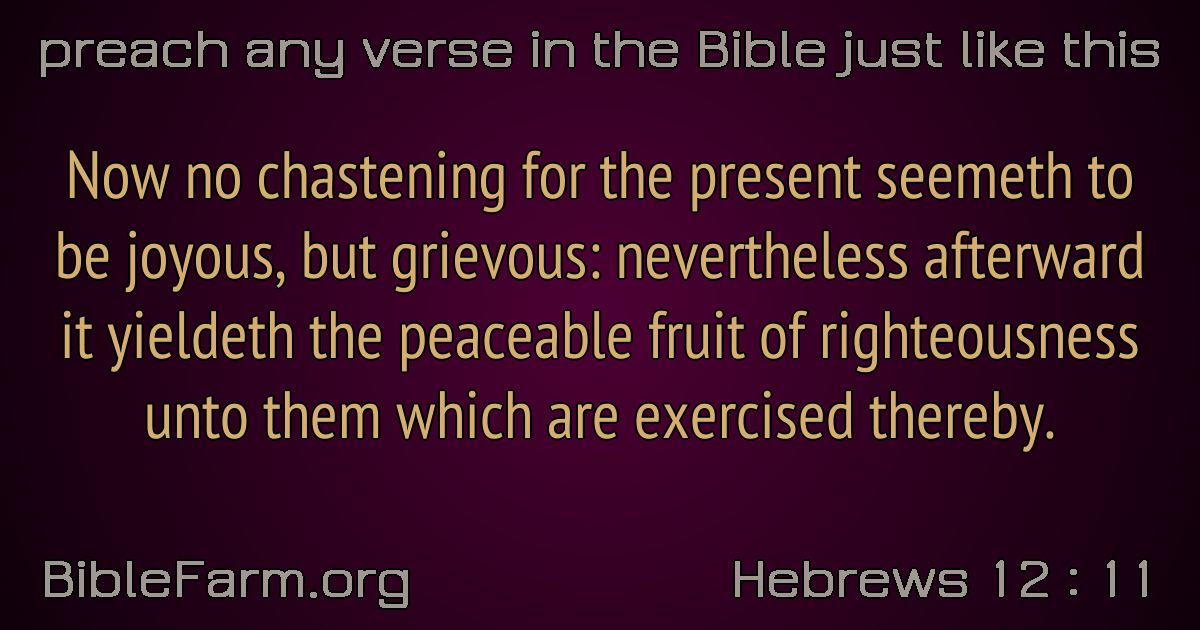 preach any verse in the Bible just like this
Now no chastening for the present seemeth to
be joyous, but grievous: nevertheless afterward
it yieldeth the peaceable fruit of righteousness
unto them which are exercised thereby.
BibleFarm.org
Hebrews 12 : 11